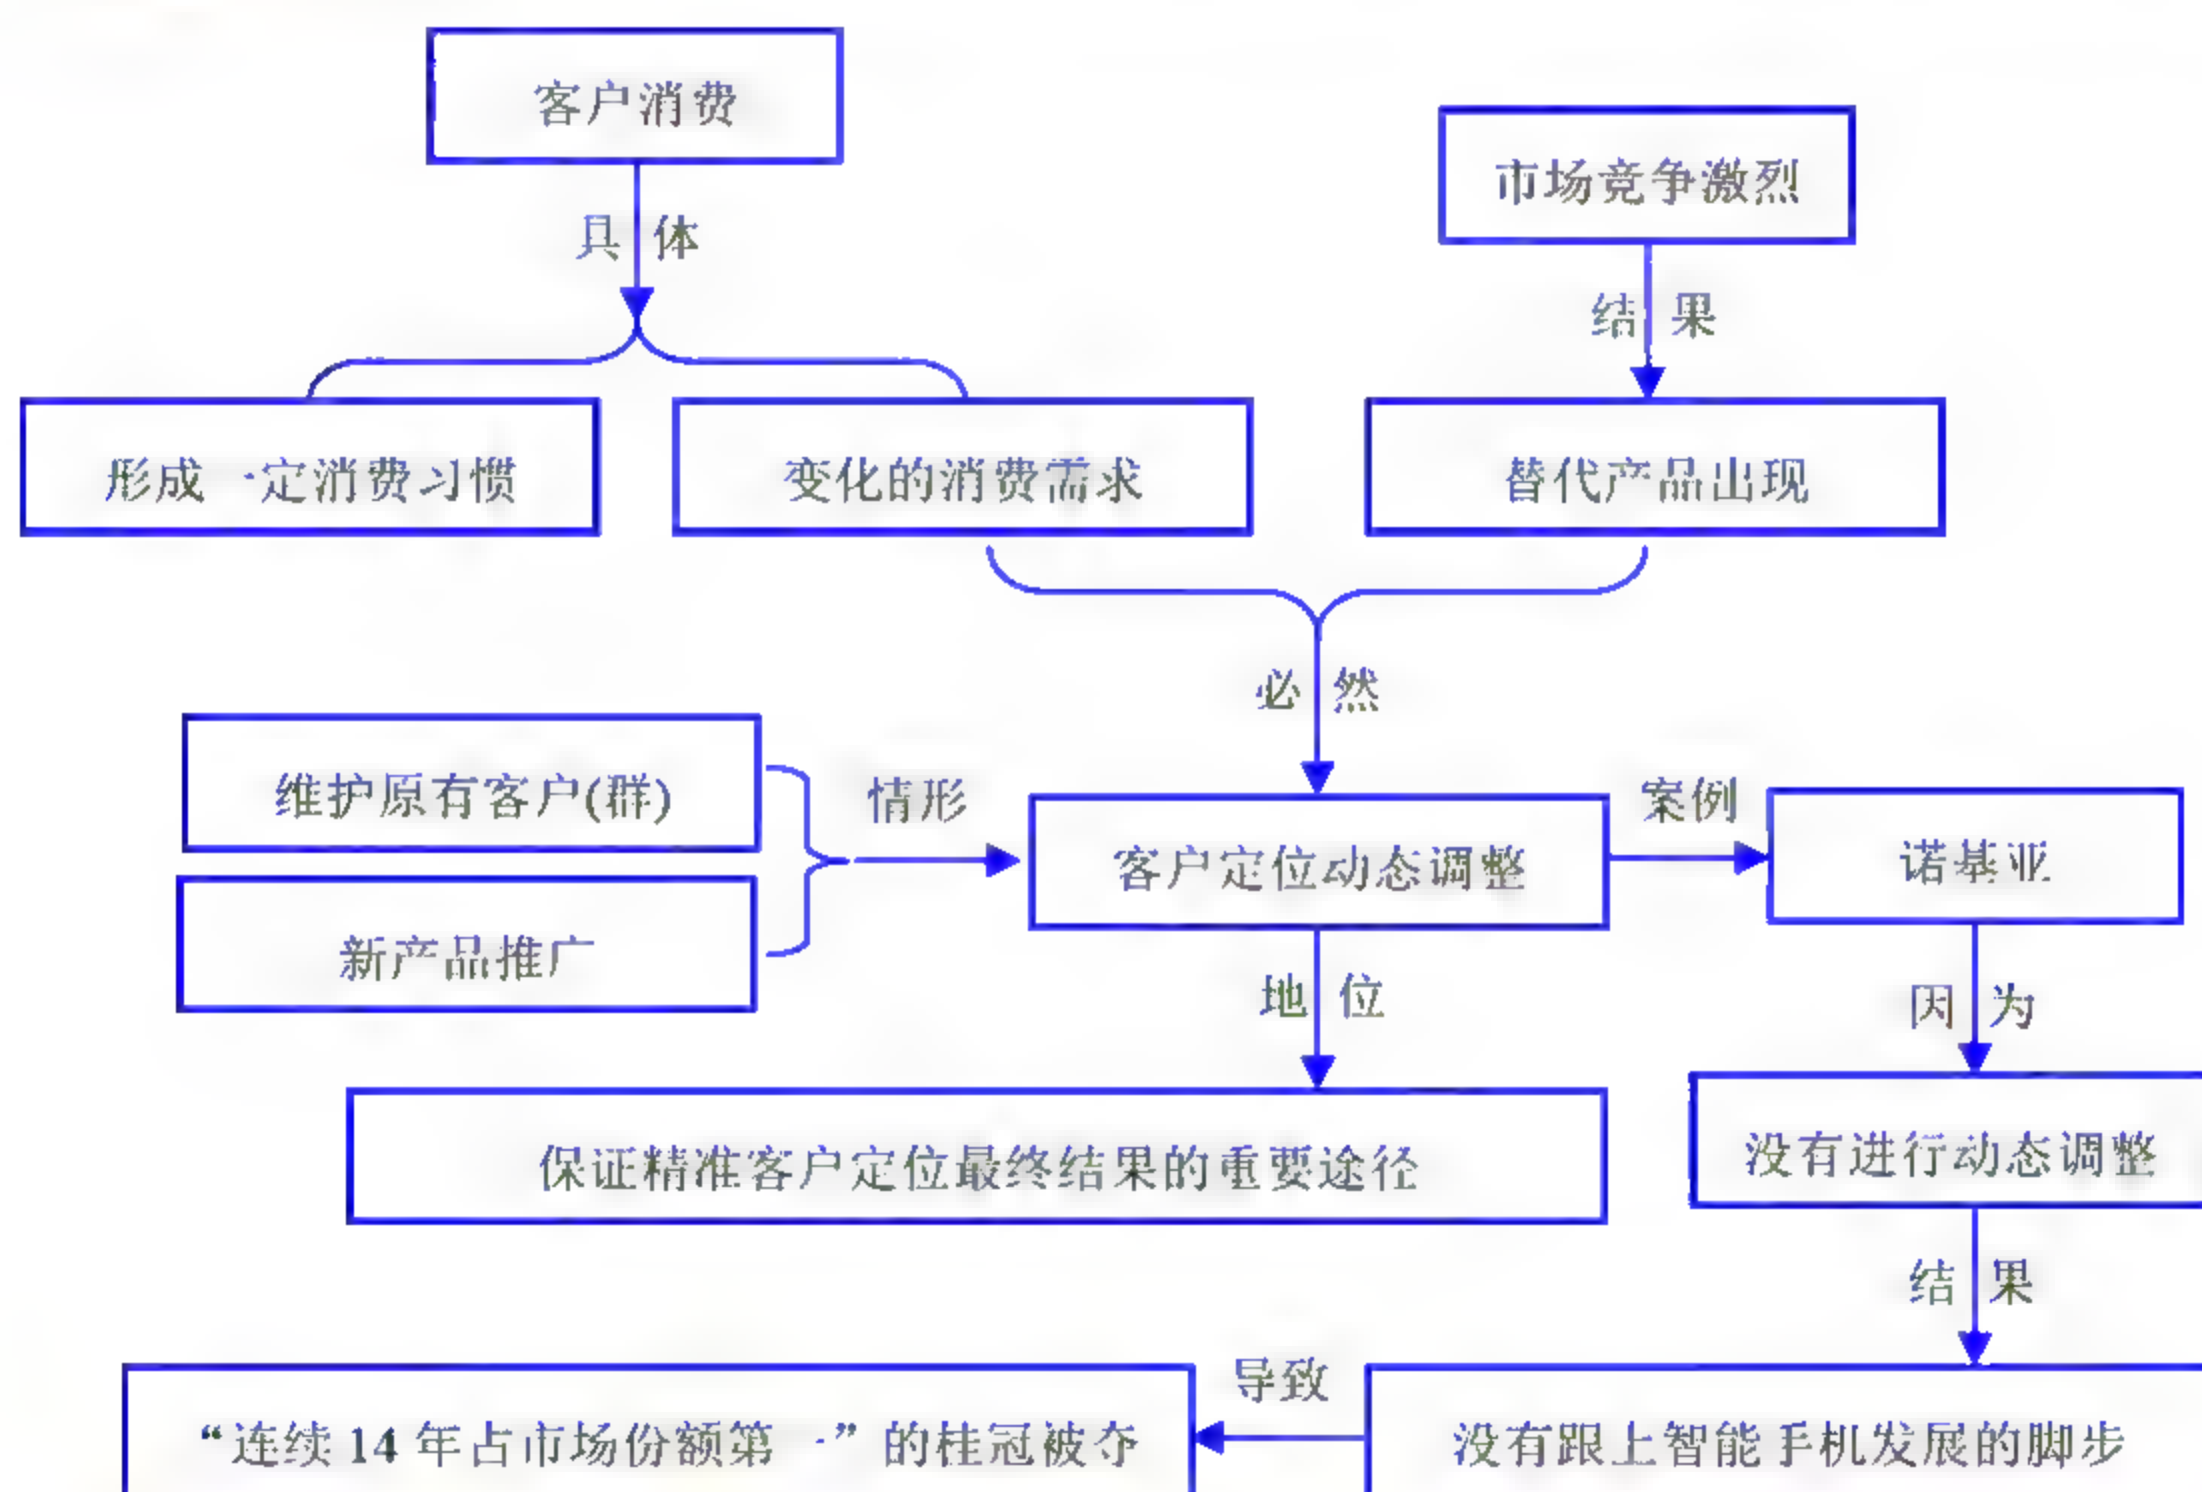 客户消费
市场竞争激烈
具体
结果
形成一定消费习惯
变化的消费需求
替代产品出现
必然
维护原有客户(群)
情形
案例
客户定位动态调整
诺基亚
新产品推广
地位
因为
保证精准客户定位最终结果的重要途径
没有进行动态调整
结果
导致
“连续14年占市场份额第一”的桂冠被夺
没有跟上智能手机发展的脚步